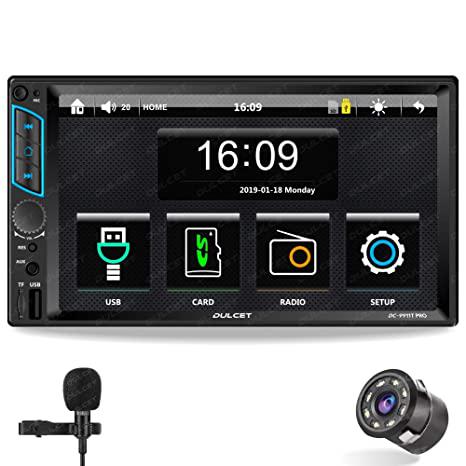 MIC
20 HOME 16:09
16:09
2019-01-18 Monday
RES
AUX
TF USB
USB CARD RADIO SETUP
DULCET DC-9911T PRO
DULCET